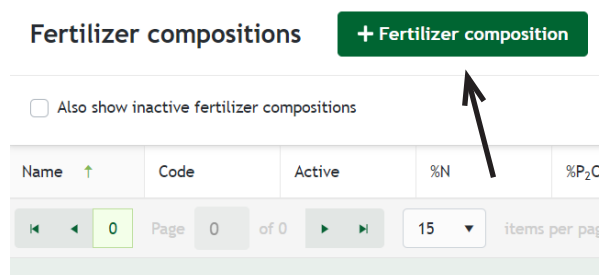 Fertilizer compositions
+ Fertilizer composition
Also show inactive fertilizer compositions
Name ↑ Code Active %N %P₂O
0 Page 0 of 0 15 items per pag